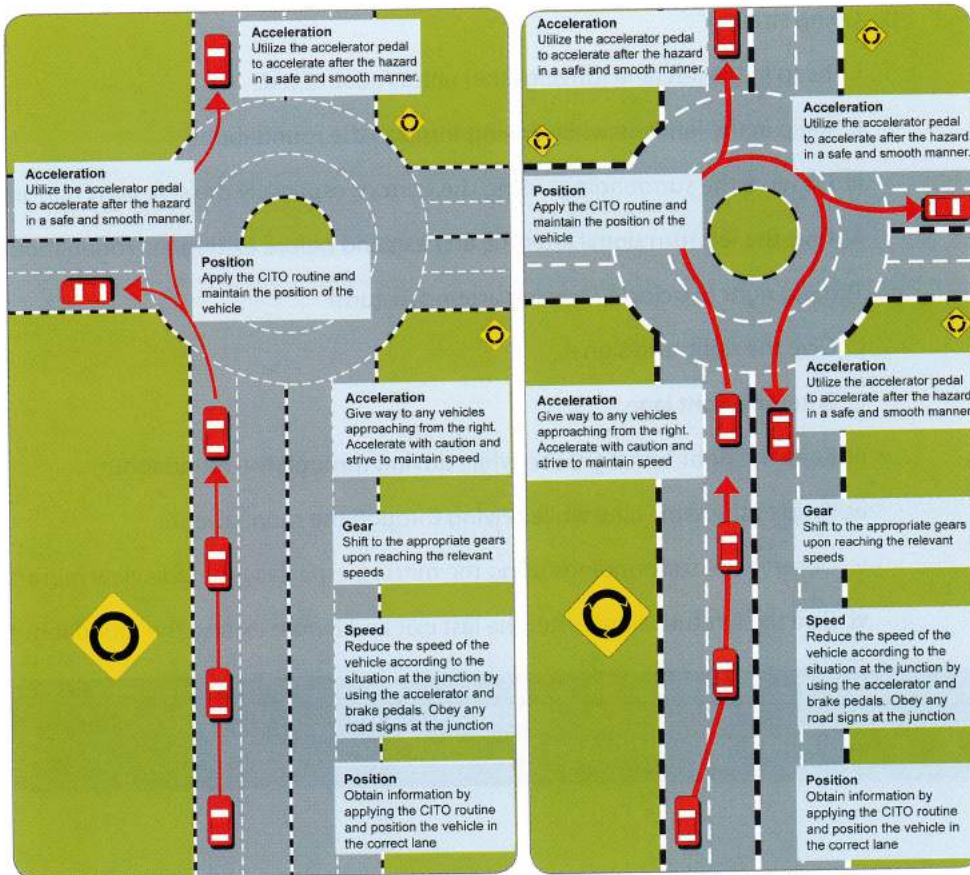 Acceleration
Utilize the accelerator pedal
to accelerate after the hazard
in a safe and smooth manner.
Acceleration
Utilize the accelerator pedal
to accelerate after the hazard
in a safe and smooth manner.
Position
Apply the CITO routine and
maintain the position of the
vehicle
Acceleration
Give way to any vehicles
approaching from the right.
Accelerate with caution and
strive to maintain speed
Gear
Shift to the appropriate gears
upon reaching the relevant
speeds
Speed
Reduce the speed of the
vehicle according to the
situation at the junction by
using the accelerator and
brake pedals. Obey any
road signs at the junction
Position
Obtain information by
applying the CITO routine
and position the vehicle in
the correct lane
Acceleration
Utilize the accelerator pedal
to accelerate after the hazard
in a safe and smooth manner.
Acceleration
Utilize the accelerator pedal
to accelerate after the hazard
in a safe and smooth manner.
Position
Apply the CITO routine and
maintain the position of the
vehicle
Acceleration
Utilize the accelerator pedal
to accelerate after the hazard
in a safe and smooth manner
Acceleration
Give way to any vehicles
approaching from the right.
Accelerate with caution and
strive to maintain speed
Gear
Shift to the appropriate gears
upon reaching the relevant
speeds
Speed
Reduce the speed of the
vehicle according to the
situation at the junction by
using the accelerator and
brake pedals. Obey any
road signs at the junction
Position
Obtain information by
applying the CITO routine
and position the vehicle in
the correct lane